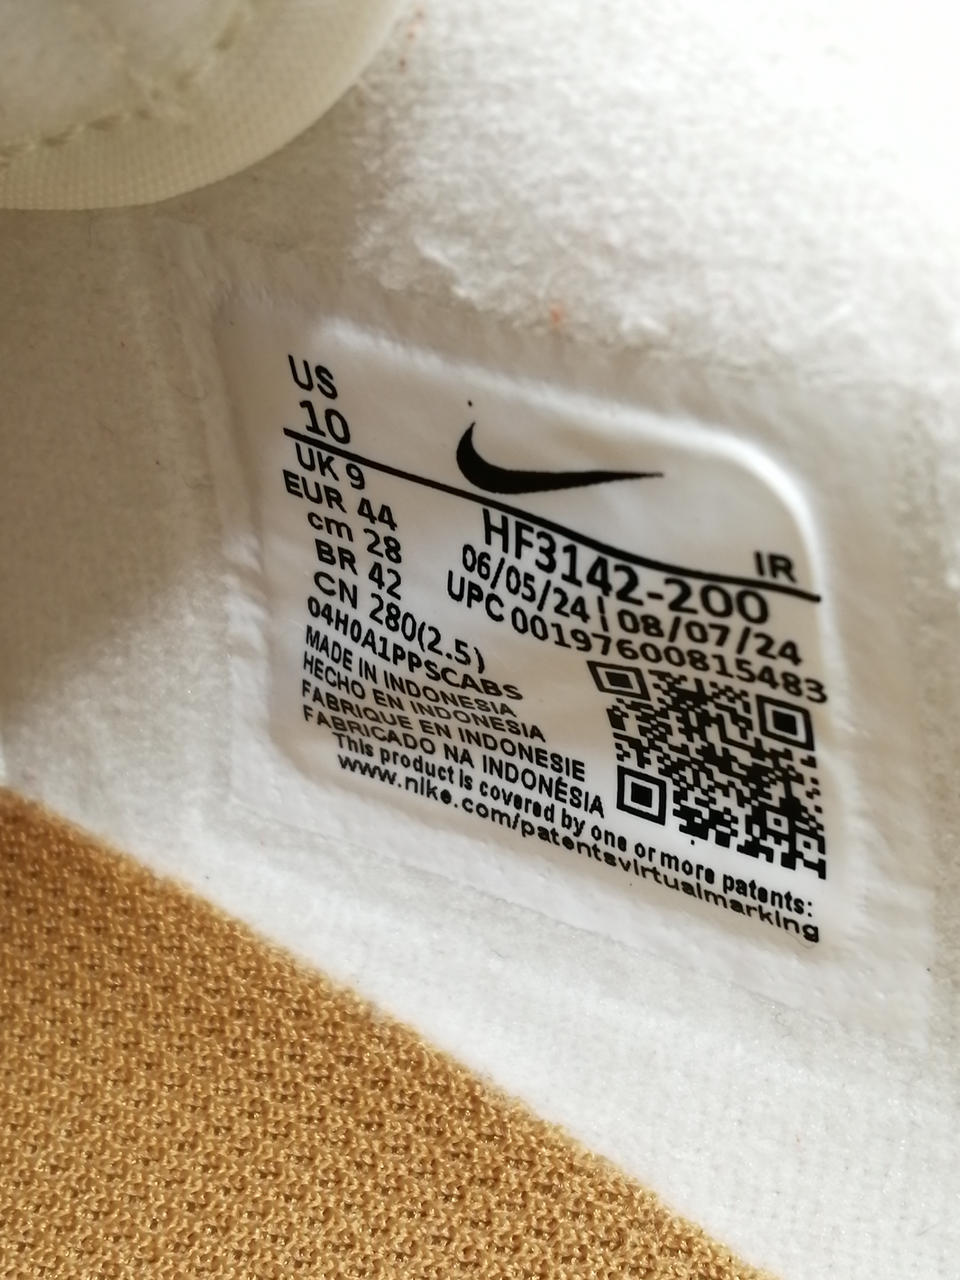 US
10
UK 9
EUR 44
cm 28
BR 42
CN 280(2.5)
04H0A1PPSCABS
IR
HF3142-200
06/05/24 | 08/07/24
UPC 00197600815483
MADE IN INDONESIA
HECHO EN INDONESIA
FABRIQUE EN INDONESIE
FABRICADO NA INDONÉSIA
This product is covered by one or more patents:
www.nike.com/patentsvirtualmarking